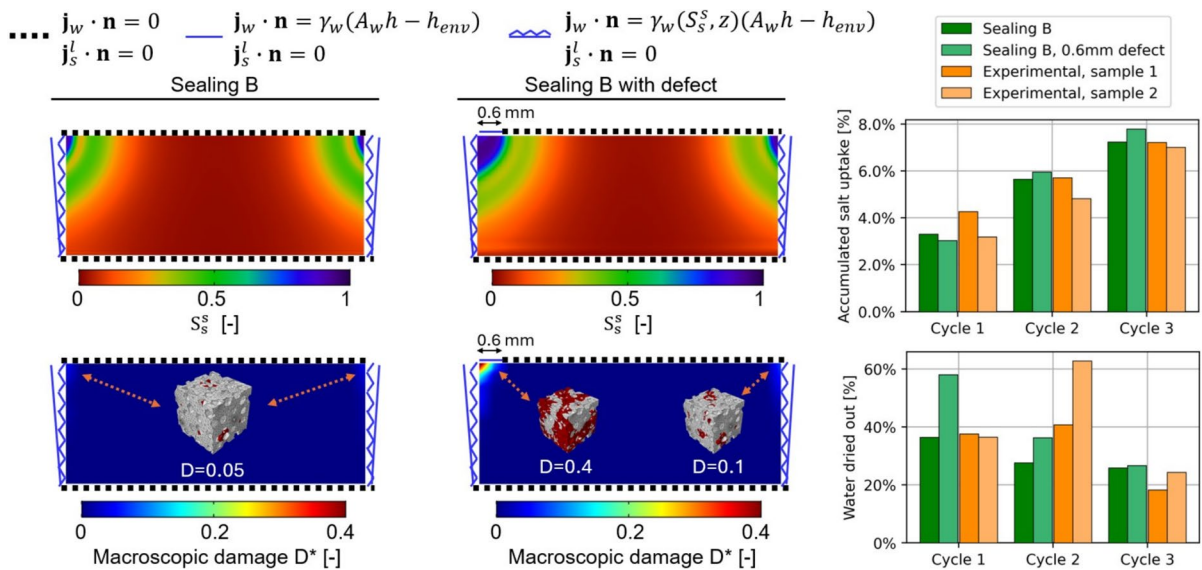 𝐣_w · 𝐧 = 0
𝐣_s^l · 𝐧 = 0
𝐣_w · 𝐧 = γ_w(A_w h − h_env)
𝐣_s^l · 𝐧 = 0
𝐣_w · 𝐧 = γ_w(S_s^s, z)(A_w h − h_env)
𝐣_s^l · 𝐧 = 0
Sealing B
0
0.5
1
S_s^s [-]
Sealing B with defect
0.6 mm
0
0.5
1
S_s^s [-]
D=0.05
0
0.2
0.4
Macroscopic damage D* [-]
0.6 mm
D=0.4
D=0.1
0
0.2
0.4
Macroscopic damage D* [-]
Sealing B
Sealing B, 0.6mm defect
Experimental, sample 1
Experimental, sample 2
Accumulated salt uptake [%]
8.0%
6.0%
4.0%
2.0%
0.0%
Cycle 1
Cycle 2
Cycle 3
Water dried out [%]
60%
40%
20%
0%
Cycle 1
Cycle 2
Cycle 3